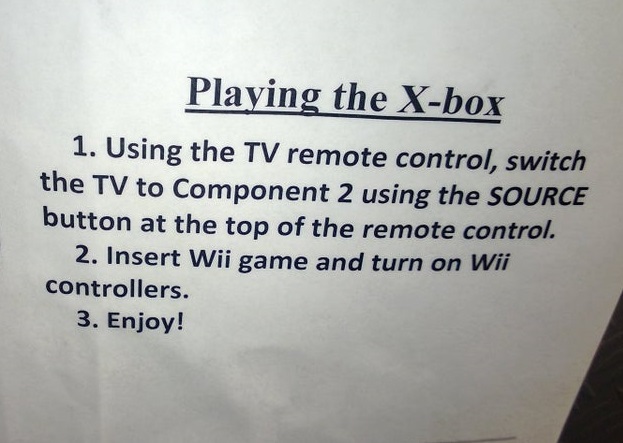 Playing the X-box
1. Using the TV remote control, switch
the TV to Component 2 using the SOURCE
button at the top of the remote control.
2. Insert Wii game and turn on Wii
controllers.
3. Enjoy!